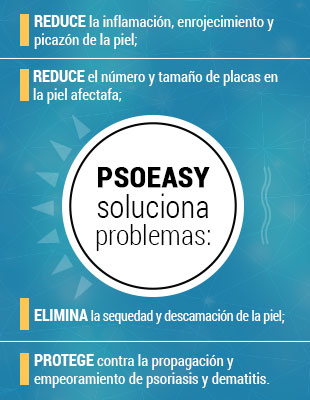 REDUCE la inflamación, enrojecimiento y
picazón de la piel;
REDUCE el número y tamaño de placas en
la piel afectafa;
PSOEASY
soluciona
problemas:
ELIMINA la sequedad y descamación de la piel;
PROTEGE contra la propagación y
empeoramiento de psoriasis y dematitis.